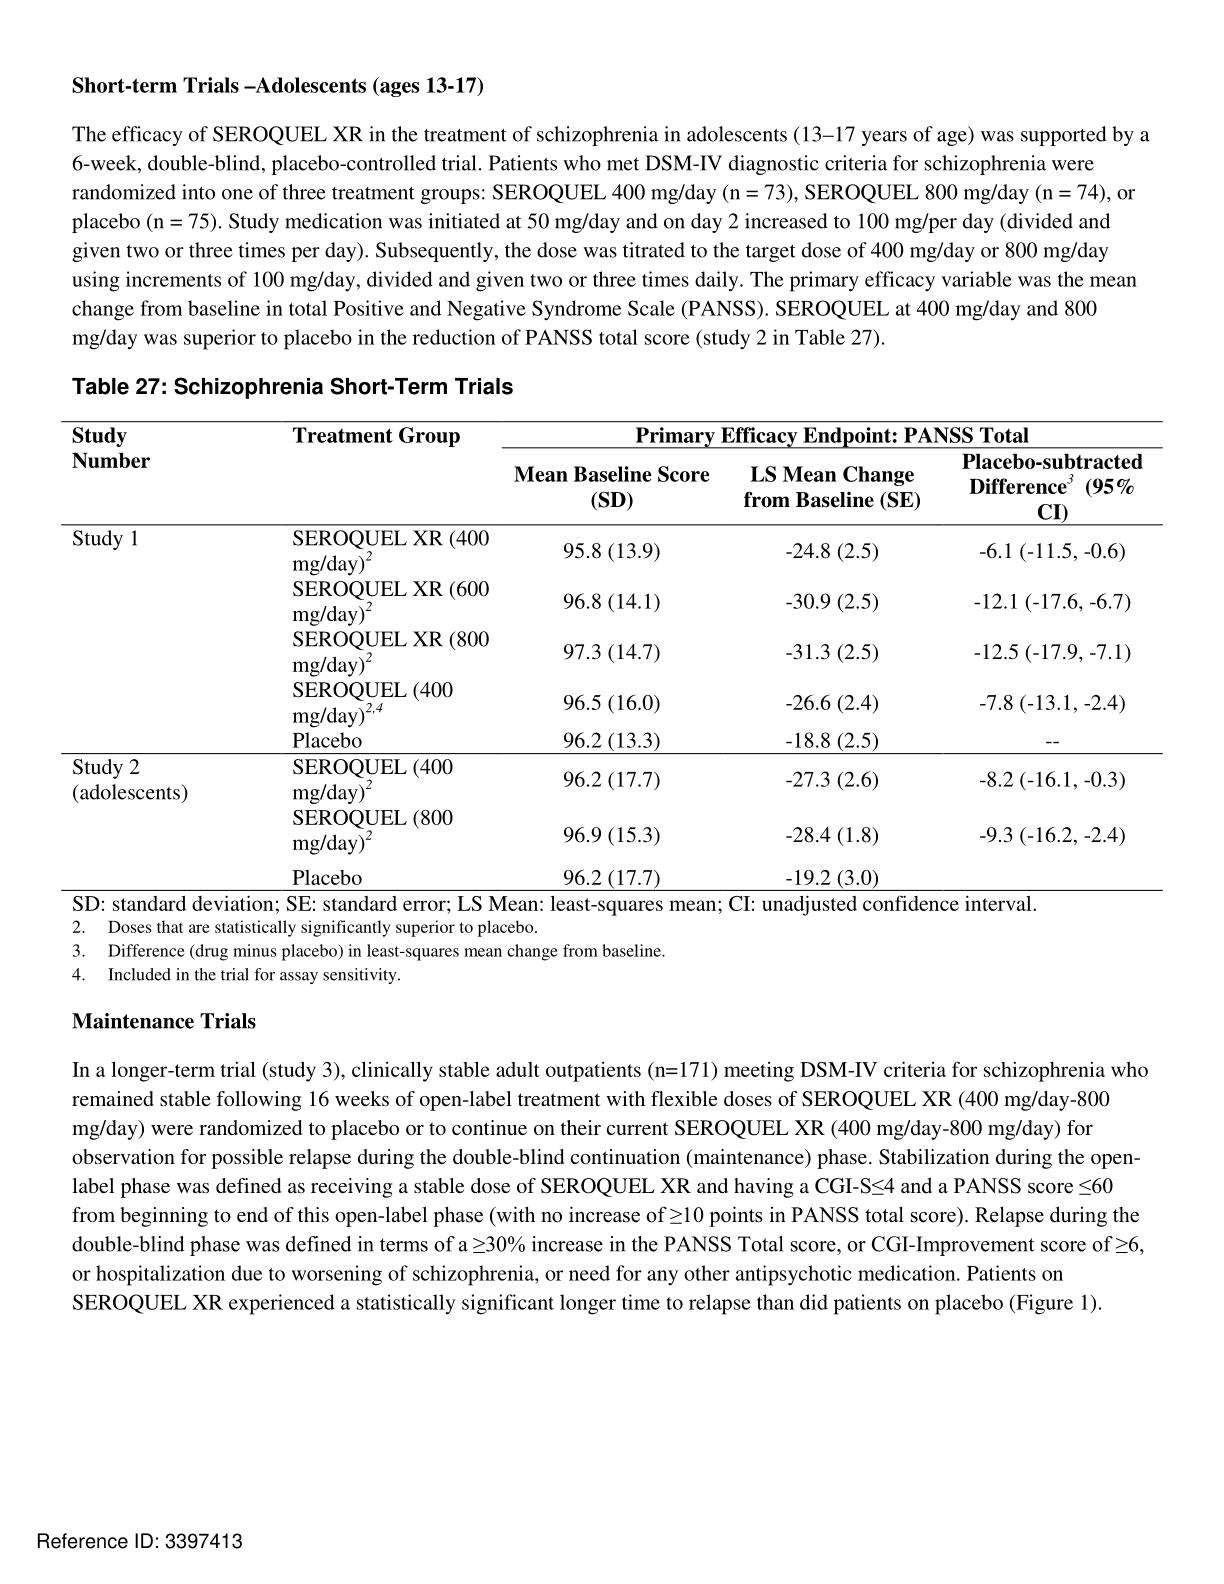 Short-term Trials –Adolescents (ages 13-17)
The efficacy of SEROQUEL XR in the treatment of schizophrenia in adolescents (13–17 years of age) was supported by a
6-week, double-blind, placebo-controlled trial. Patients who met DSM-IV diagnostic criteria for schizophrenia were
randomized into one of three treatment groups: SEROQUEL 400 mg/day (n = 73), SEROQUEL 800 mg/day (n = 74), or
placebo (n = 75). Study medication was initiated at 50 mg/day and on day 2 increased to 100 mg/per day (divided and
given two or three times per day). Subsequently, the dose was titrated to the target dose of 400 mg/day or 800 mg/day
using increments of 100 mg/day, divided and given two or three times daily. The primary efficacy variable was the mean
change from baseline in total Positive and Negative Syndrome Scale (PANSS). SEROQUEL at 400 mg/day and 800
mg/day was superior to placebo in the reduction of PANSS total score (study 2 in Table 27).
Table 27: Schizophrenia Short-Term Trials
Study Number | Treatment Group | Primary Efficacy Endpoint: PANSS Total
Mean Baseline Score (SD) | LS Mean Change from Baseline (SE) | Placebo-subtracted Difference3 (95% CI)
Study 1 | SEROQUEL XR (400 mg/day)2 | 95.8 (13.9) | -24.8 (2.5) | -6.1 (-11.5, -0.6)
SEROQUEL XR (600 mg/day)2 | 96.8 (14.1) | -30.9 (2.5) | -12.1 (-17.6, -6.7)
SEROQUEL XR (800 mg/day)2 | 97.3 (14.7) | -31.3 (2.5) | -12.5 (-17.9, -7.1)
SEROQUEL (400 mg/day)2,4 | 96.5 (16.0) | -26.6 (2.4) | -7.8 (-13.1, -2.4)
Placebo | 96.2 (13.3) | -18.8 (2.5) | --
Study 2 (adolescents) | SEROQUEL (400 mg/day)2 | 96.2 (17.7) | -27.3 (2.6) | -8.2 (-16.1, -0.3)
SEROQUEL (800 mg/day)2 | 96.9 (15.3) | -28.4 (1.8) | -9.3 (-16.2, -2.4)
Placebo | 96.2 (17.7) | -19.2 (3.0)
SD: standard deviation; SE: standard error; LS Mean: least-squares mean; CI: unadjusted confidence interval.
2. Doses that are statistically significantly superior to placebo.
3. Difference (drug minus placebo) in least-squares mean change from baseline.
4. Included in the trial for assay sensitivity.
Maintenance Trials
In a longer-term trial (study 3), clinically stable adult outpatients (n=171) meeting DSM-IV criteria for schizophrenia who
remained stable following 16 weeks of open-label treatment with flexible doses of SEROQUEL XR (400 mg/day-800
mg/day) were randomized to placebo or to continue on their current SEROQUEL XR (400 mg/day-800 mg/day) for
observation for possible relapse during the double-blind continuation (maintenance) phase. Stabilization during the open-
label phase was defined as receiving a stable dose of SEROQUEL XR and having a CGI-S≤4 and a PANSS score ≤60
from beginning to end of this open-label phase (with no increase of ≥10 points in PANSS total score). Relapse during the
double-blind phase was defined in terms of a ≥30% increase in the PANSS Total score, or CGI-Improvement score of ≥6,
or hospitalization due to worsening of schizophrenia, or need for any other antipsychotic medication. Patients on
SEROQUEL XR experienced a statistically significant longer time to relapse than did patients on placebo (Figure 1).
Reference ID: 3397413